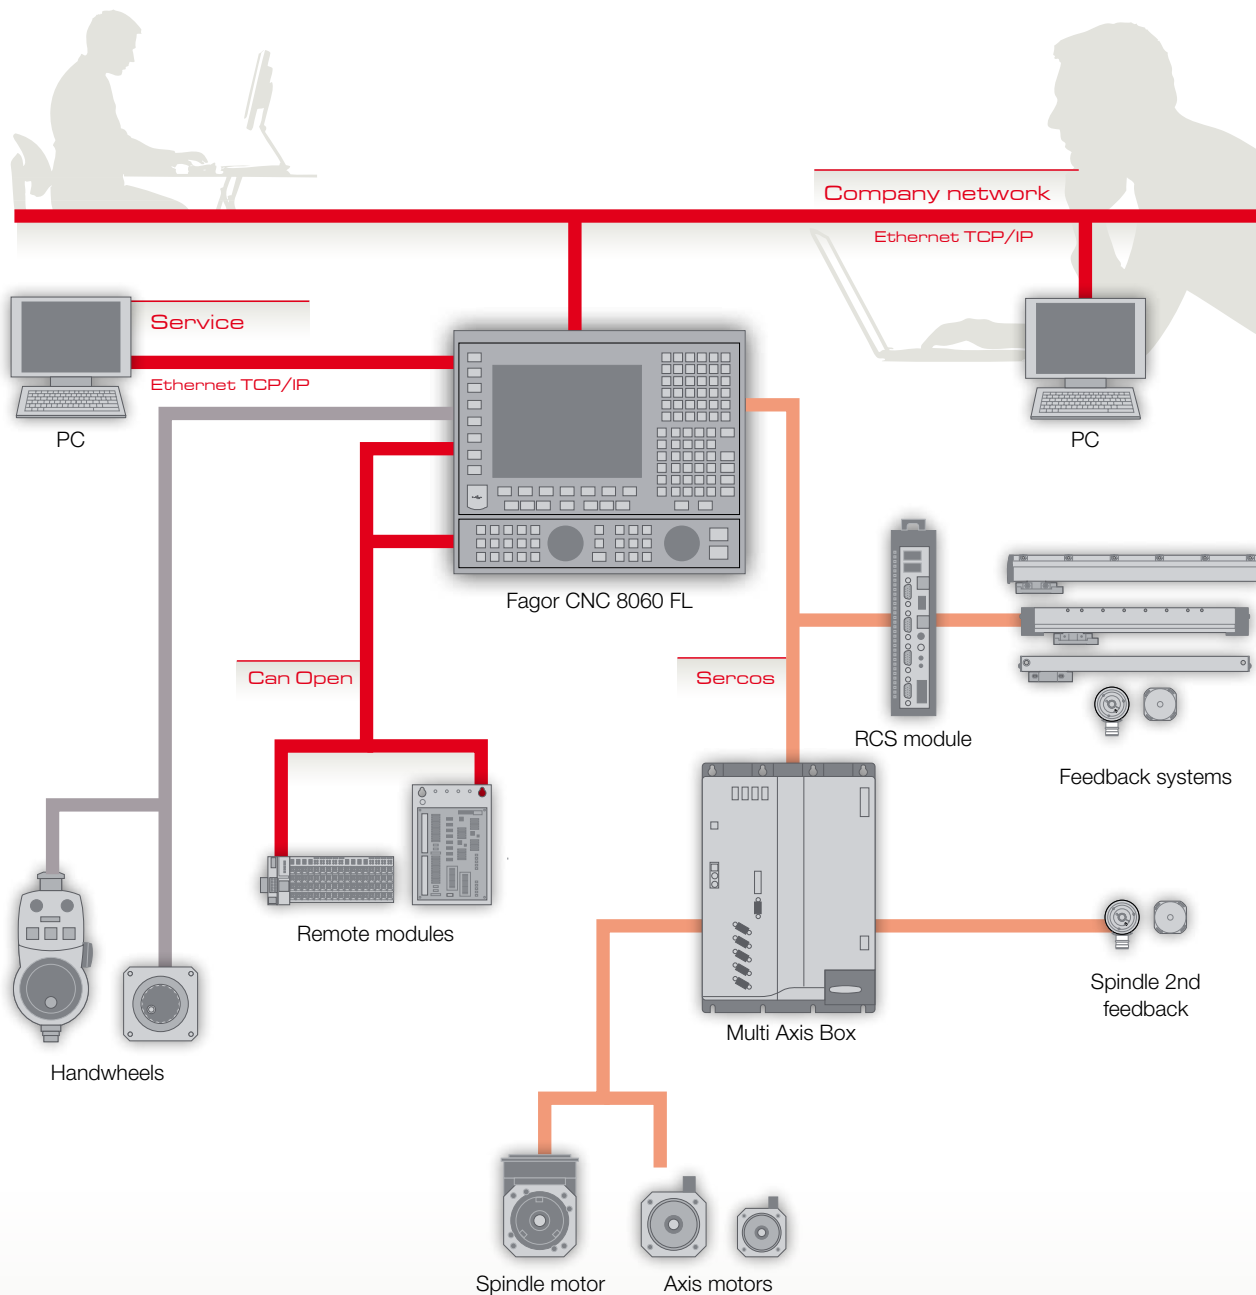 Company network
Ethernet TCP/IP
Service
Ethernet TCP/IP
PC
PC
Fagor CNC 8060 FL
Can Open
Sercos
RCS module
Feedback systems
Remote modules
Spindle 2nd
feedback
Multi Axis Box
Handwheels
Spindle motor
Axis motors